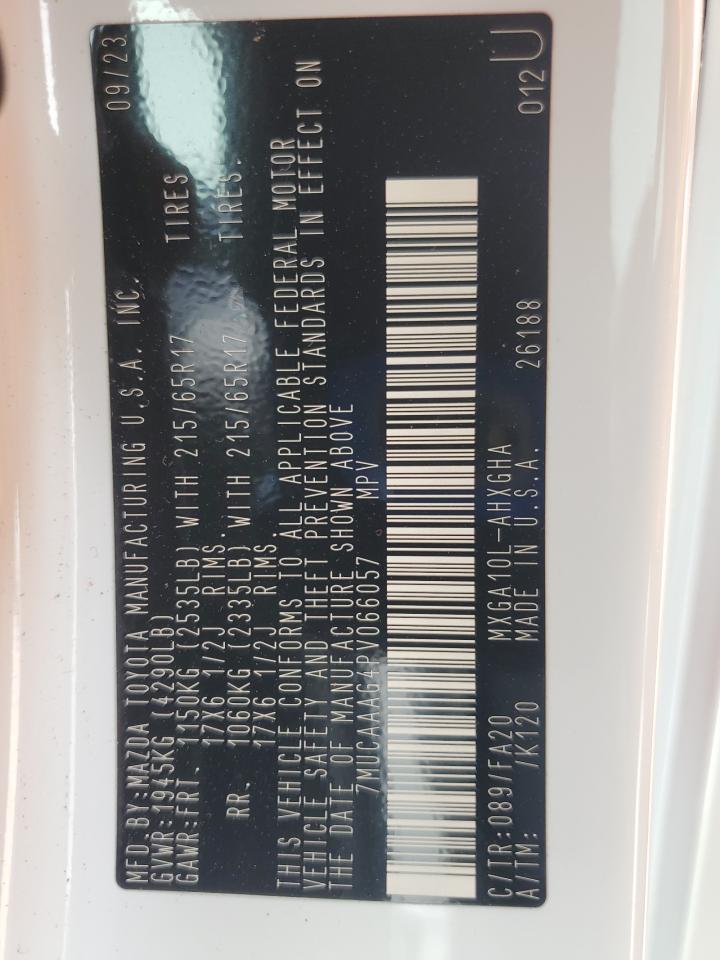 MFD.BY:MAZDA TOYOTA MANUFACTURING U.S.A. INC. 09/23
GVWR:1945KG (4290LB)
GAWR:FRT. 1150KG (2535LB) WITH 215/65R17 TIRES
17X6 1/2J RIMS.
RR. 1060KG (2335LB) WITH 215/65R17 TIRES.
17X6 1/2J RIMS.
THIS VEHICLE CONFORMS TO ALL APPLICABLE FEDERAL MOTOR
VEHICLE SAFETY AND THEFT PREVENTION STANDARDS IN EFFECT ON
THE DATE OF MANUFACTURE SHOWN ABOVE
7MUCAAAG4PV066057 MPV
C/TR:089/FA20 MXGA10L-AHXGHA
A/TM: /K120 MADE IN U.S.A. 26188 012 U